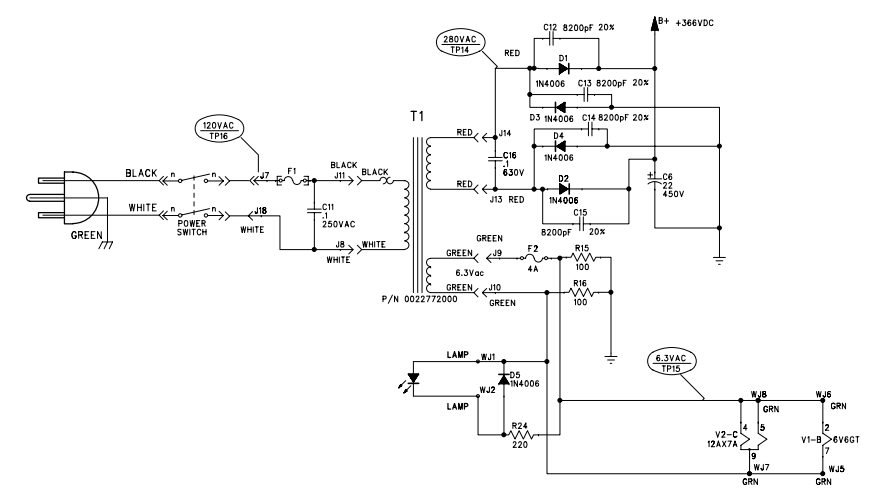 C12 8200pF 20%
B+ +366VDC
280VAC
TP14
RED
D1
1N4006
C13 8200pF 20%
D3 1N4006
C14 8200pF 20%
D4
1N4006
T1
RED J14
C16
.1
630V
120VAC
TP16
BLACK n n J7 F1 J11 BLACK BLACK
D2
1N4006
C6
22
450V
RED J13 RED
C15
8200pF 20%
WHITE n n J18
WHITE
POWER
SWITCH
C11
.1
250VAC
GREEN
J8 WHITE
WHITE
GREEN
GREEN J9 F2
4A
R15
100
6.3Vac
GREEN J10
GREEN
R16
100
P/N 0022772000
LAMP WJ1
D5
1N4006
WJ2
LAMP
R24
220
6.3VAC
TP15
WJ8
GRN
WJ6
GRN
4 5
V2-C
12AX7A
9
2
V1-B 6V6GT
7
WJ7
GRN
WJ5
GRN